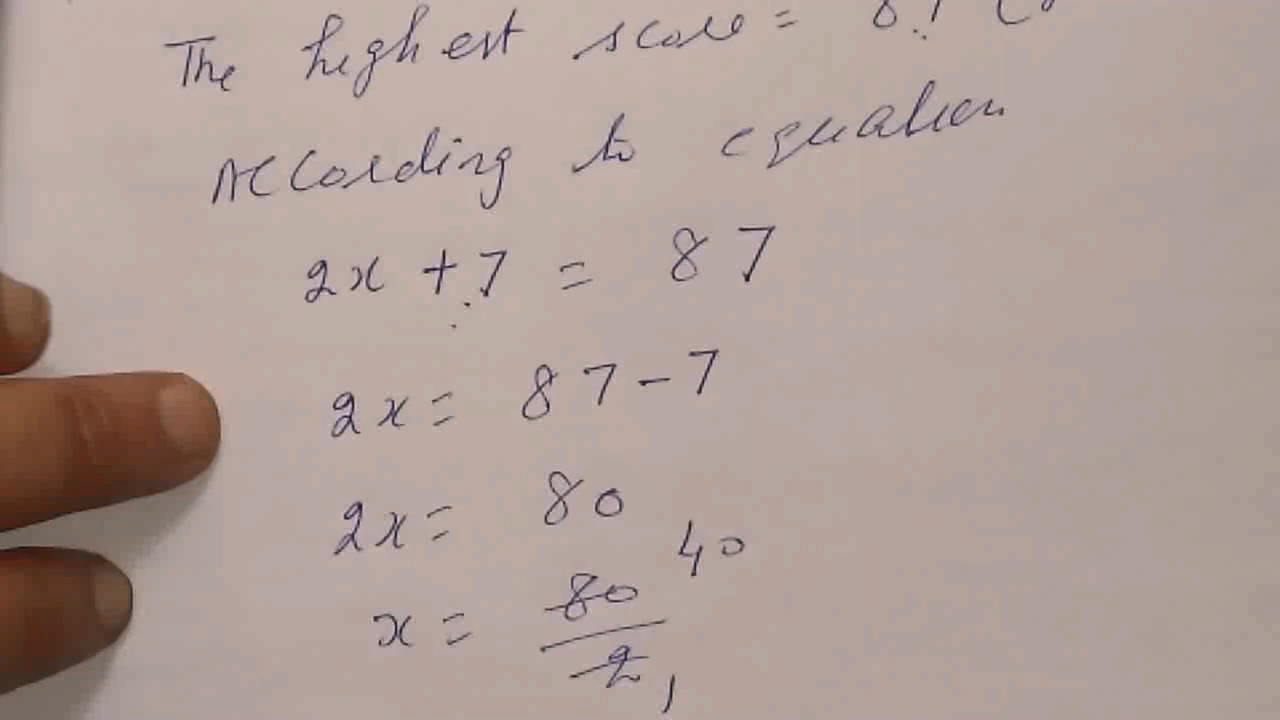 The highest score =
According to equation
2x + 7 = 87
2x = 87 - 7
2x = 80
40
x = 80/2 1